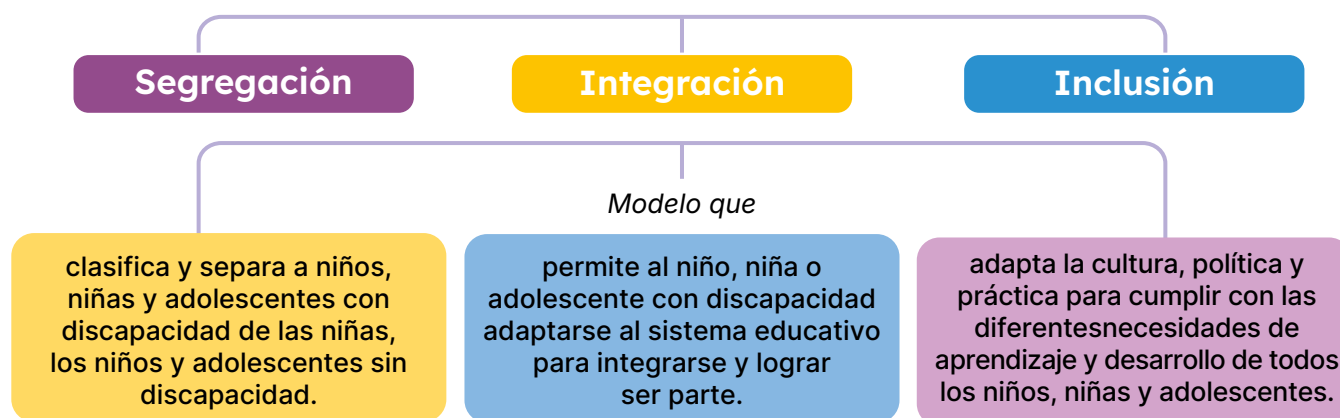 Segregación
Integración
Inclusión
Modelo que
clasifica y separa a niños,
niñas y adolescentes con
discapacidad de las niñas,
los niños y adolescentes sin
discapacidad.
permite al niño, niña o
adolescente con discapacidad
adaptarse al sistema educativo
para integrarse y lograr
ser parte.
adapta la cultura, política y
práctica para cumplir con las
diferentesnecesidades de
aprendizaje y desarrollo de todos
los niños, niñas y adolescentes.